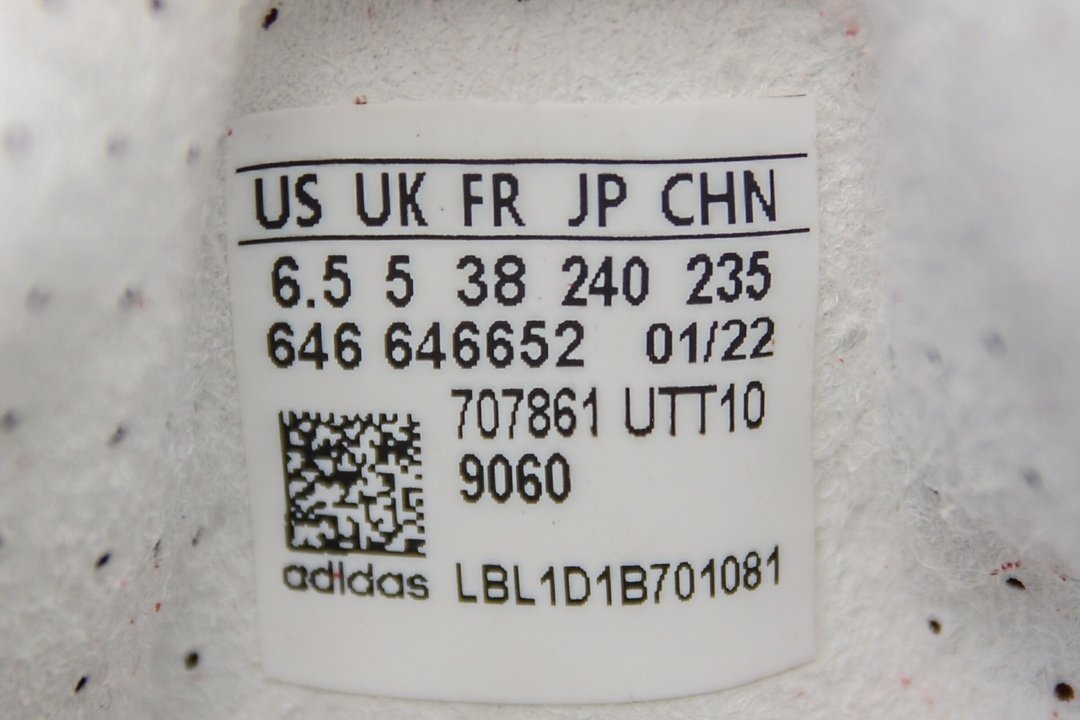 US UK FR JP CHN
6.5 5 38 240 235
646 646652 01/22
707861 UTT10
9060
adidas LBL1D1B701081